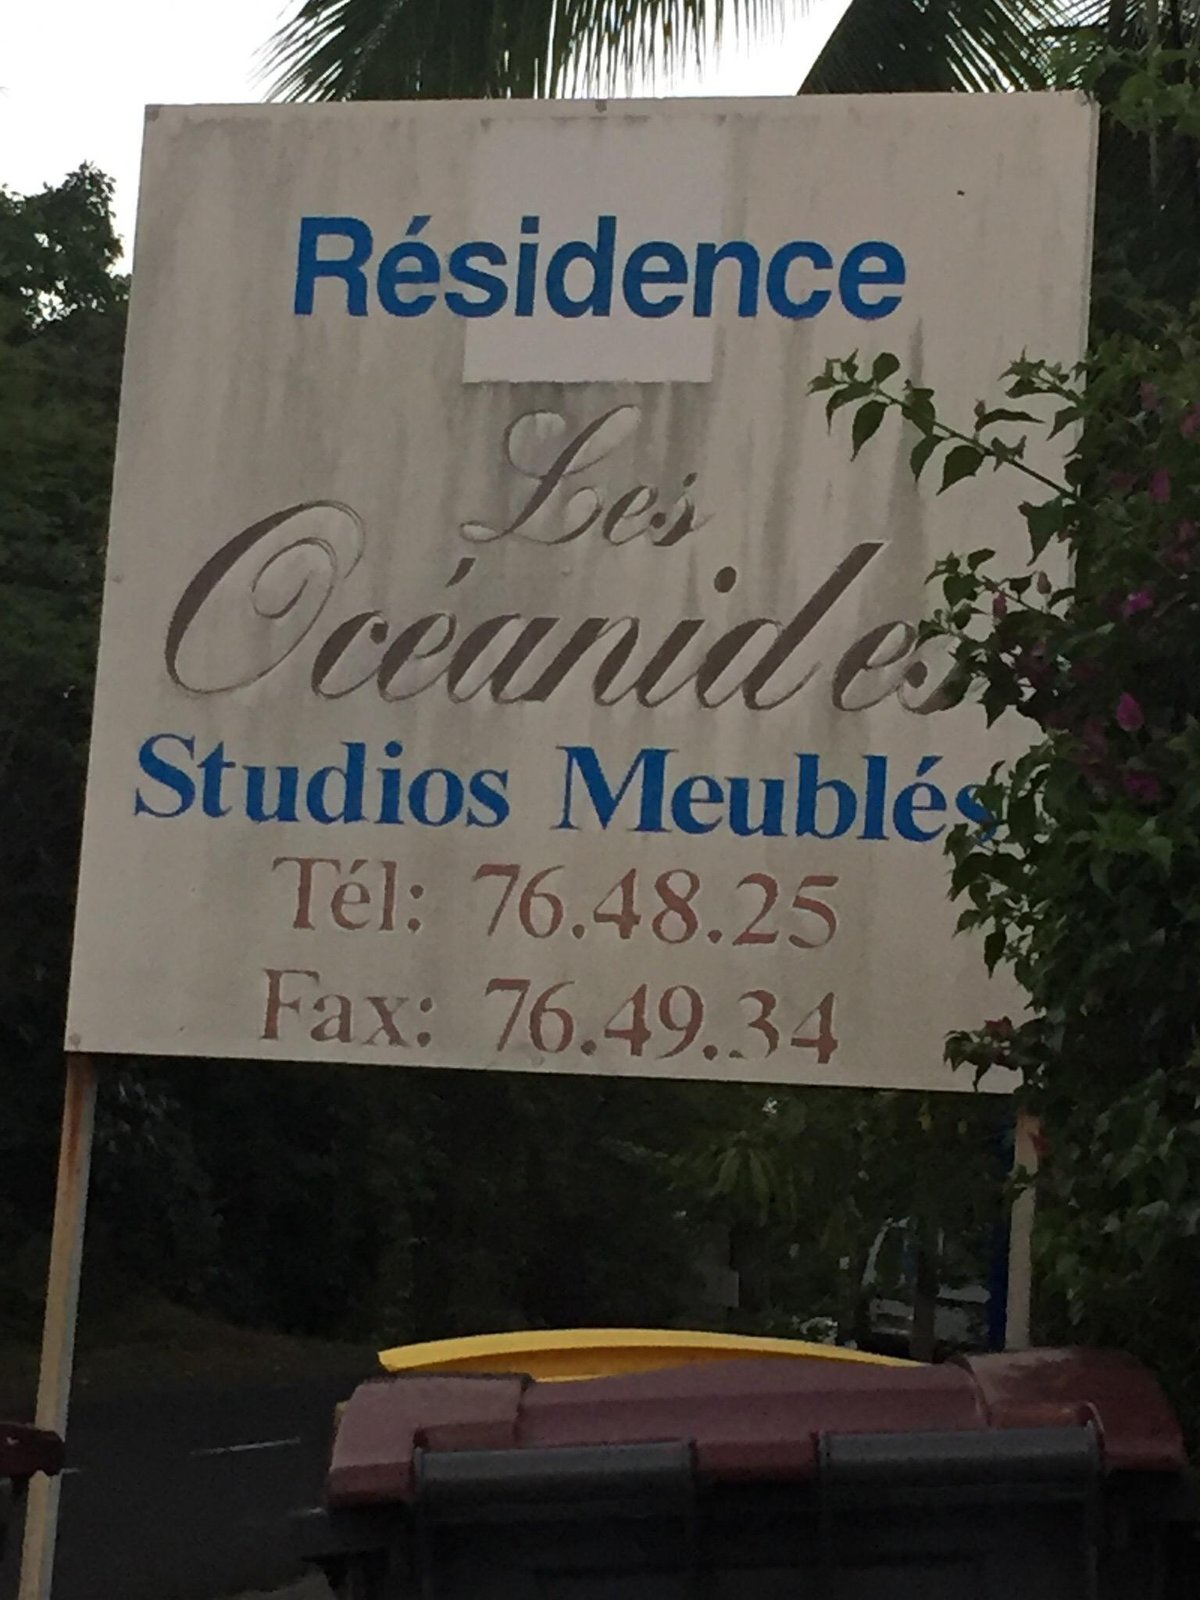 Résidence
Les
Océanides
Studios Meublés
Tél: 76.48.25
Fax: 76.49.34